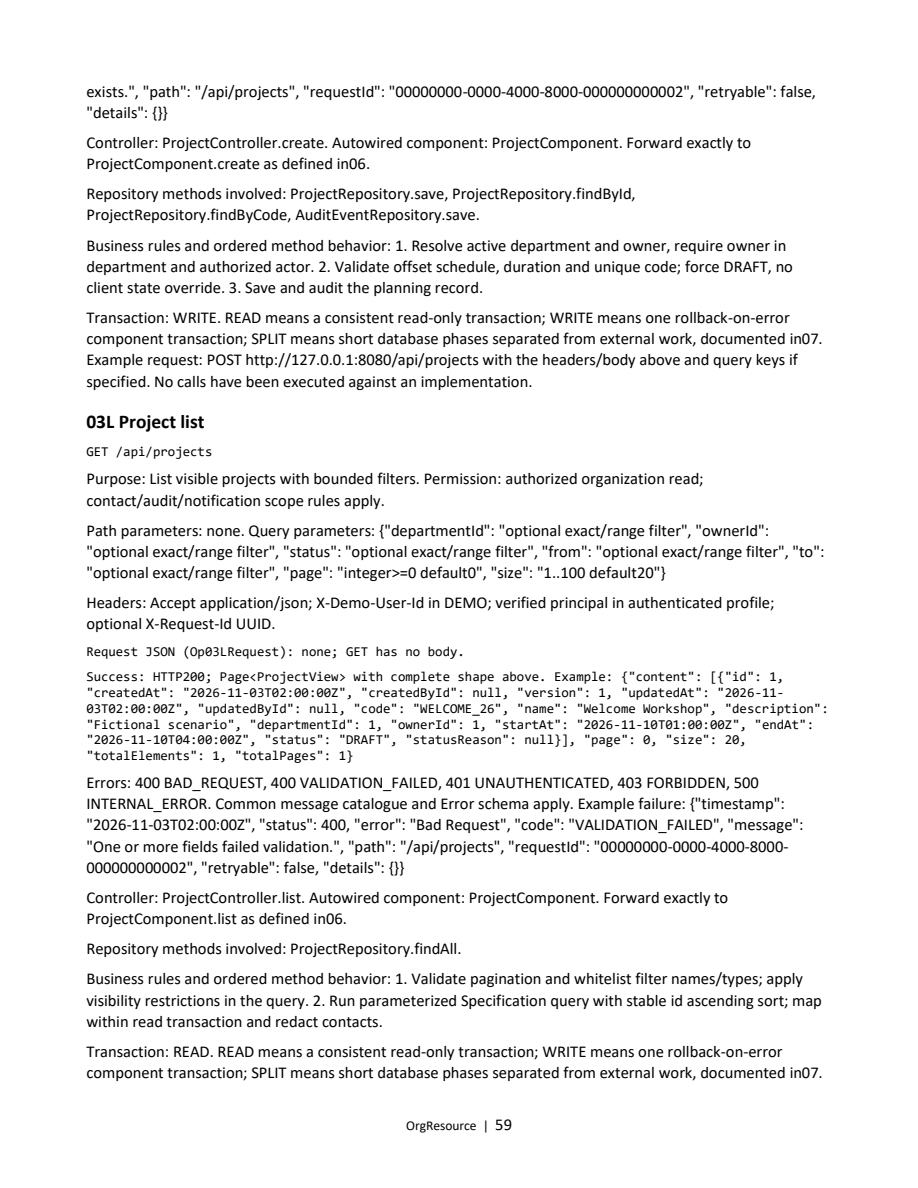 exists.", "path": "/api/projects", "requestId": "00000000-0000-4000-8000-000000000002", "retryable": false,
"details": {}}
Controller: ProjectController.create. Autowired component: ProjectComponent. Forward exactly to
ProjectComponent.create as defined in06.
Repository methods involved: ProjectRepository.save, ProjectRepository.findById,
ProjectRepository.findByCode, AuditEventRepository.save.
Business rules and ordered method behavior: 1. Resolve active department and owner, require owner in
department and authorized actor. 2. Validate offset schedule, duration and unique code; force DRAFT, no
client state override. 3. Save and audit the planning record.
Transaction: WRITE. READ means a consistent read-only transaction; WRITE means one rollback-on-error
component transaction; SPLIT means short database phases separated from external work, documented in07.
Example request: POST http://127.0.0.1:8080/api/projects with the headers/body above and query keys if
specified. No calls have been executed against an implementation.
03L Project list
GET /api/projects
Purpose: List visible projects with bounded filters. Permission: authorized organization read;
contact/audit/notification scope rules apply.
Path parameters: none. Query parameters: {"departmentId": "optional exact/range filter", "ownerId":
"optional exact/range filter", "status": "optional exact/range filter", "from": "optional exact/range filter", "to":
"optional exact/range filter", "page": "integer>=0 default0", "size": "1..100 default20"}
Headers: Accept application/json; X-Demo-User-Id in DEMO; verified principal in authenticated profile;
optional X-Request-Id UUID.
Request JSON (Op03LRequest): none; GET has no body.
Success: HTTP200; Page<ProjectView> with complete shape above. Example: {"content": [{"id": 1,
"createdAt": "2026-11-03T02:00:00Z", "createdById": null, "version": 1, "updatedAt": "2026-11-
03T02:00:00Z", "updatedById": null, "code": "WELCOME_26", "name": "Welcome Workshop", "description":
"Fictional scenario", "departmentId": 1, "ownerId": 1, "startAt": "2026-11-10T01:00:00Z", "endAt":
"2026-11-10T04:00:00Z", "status": "DRAFT", "statusReason": null}], "page": 0, "size": 20,
"totalElements": 1, "totalPages": 1}
Errors: 400 BAD_REQUEST, 400 VALIDATION_FAILED, 401 UNAUTHENTICATED, 403 FORBIDDEN, 500
INTERNAL_ERROR. Common message catalogue and Error schema apply. Example failure: {"timestamp":
"2026-11-03T02:00:00Z", "status": 400, "error": "Bad Request", "code": "VALIDATION_FAILED", "message":
"One or more fields failed validation.", "path": "/api/projects", "requestId": "00000000-0000-4000-8000-
000000000002", "retryable": false, "details": {}}
Controller: ProjectController.list. Autowired component: ProjectComponent. Forward exactly to
ProjectComponent.list as defined in06.
Repository methods involved: ProjectRepository.findAll.
Business rules and ordered method behavior: 1. Validate pagination and whitelist filter names/types; apply
visibility restrictions in the query. 2. Run parameterized Specification query with stable id ascending sort; map
within read transaction and redact contacts.
Transaction: READ. READ means a consistent read-only transaction; WRITE means one rollback-on-error
component transaction; SPLIT means short database phases separated from external work, documented in07.
OrgResource | 59